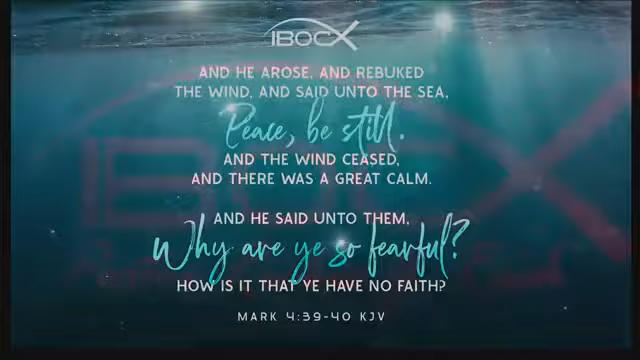 IBOCX
AND HE AROSE, AND REBUKED
THE WIND, AND SAID UNTO THE SEA,
Peace, be still.
AND THE WIND CEASED,
AND THERE WAS A GREAT CALM.
AND HE SAID UNTO THEM,
Why are ye so fearful?
HOW IS IT THAT YE HAVE NO FAITH?
MARK 4:39-40 KJV
IBOCX